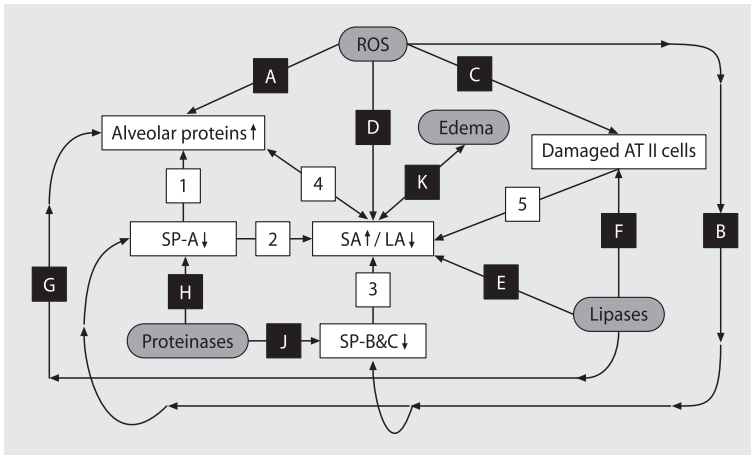 ROS
A
C
Alveolar proteins↑
D
Edema
Damaged AT II cells
1
4
K
5
SP-A↓
2
SA↑/ LA↓
F
B
G
H
3
E
Lipases
Proteinases
J
SP-B&C↓